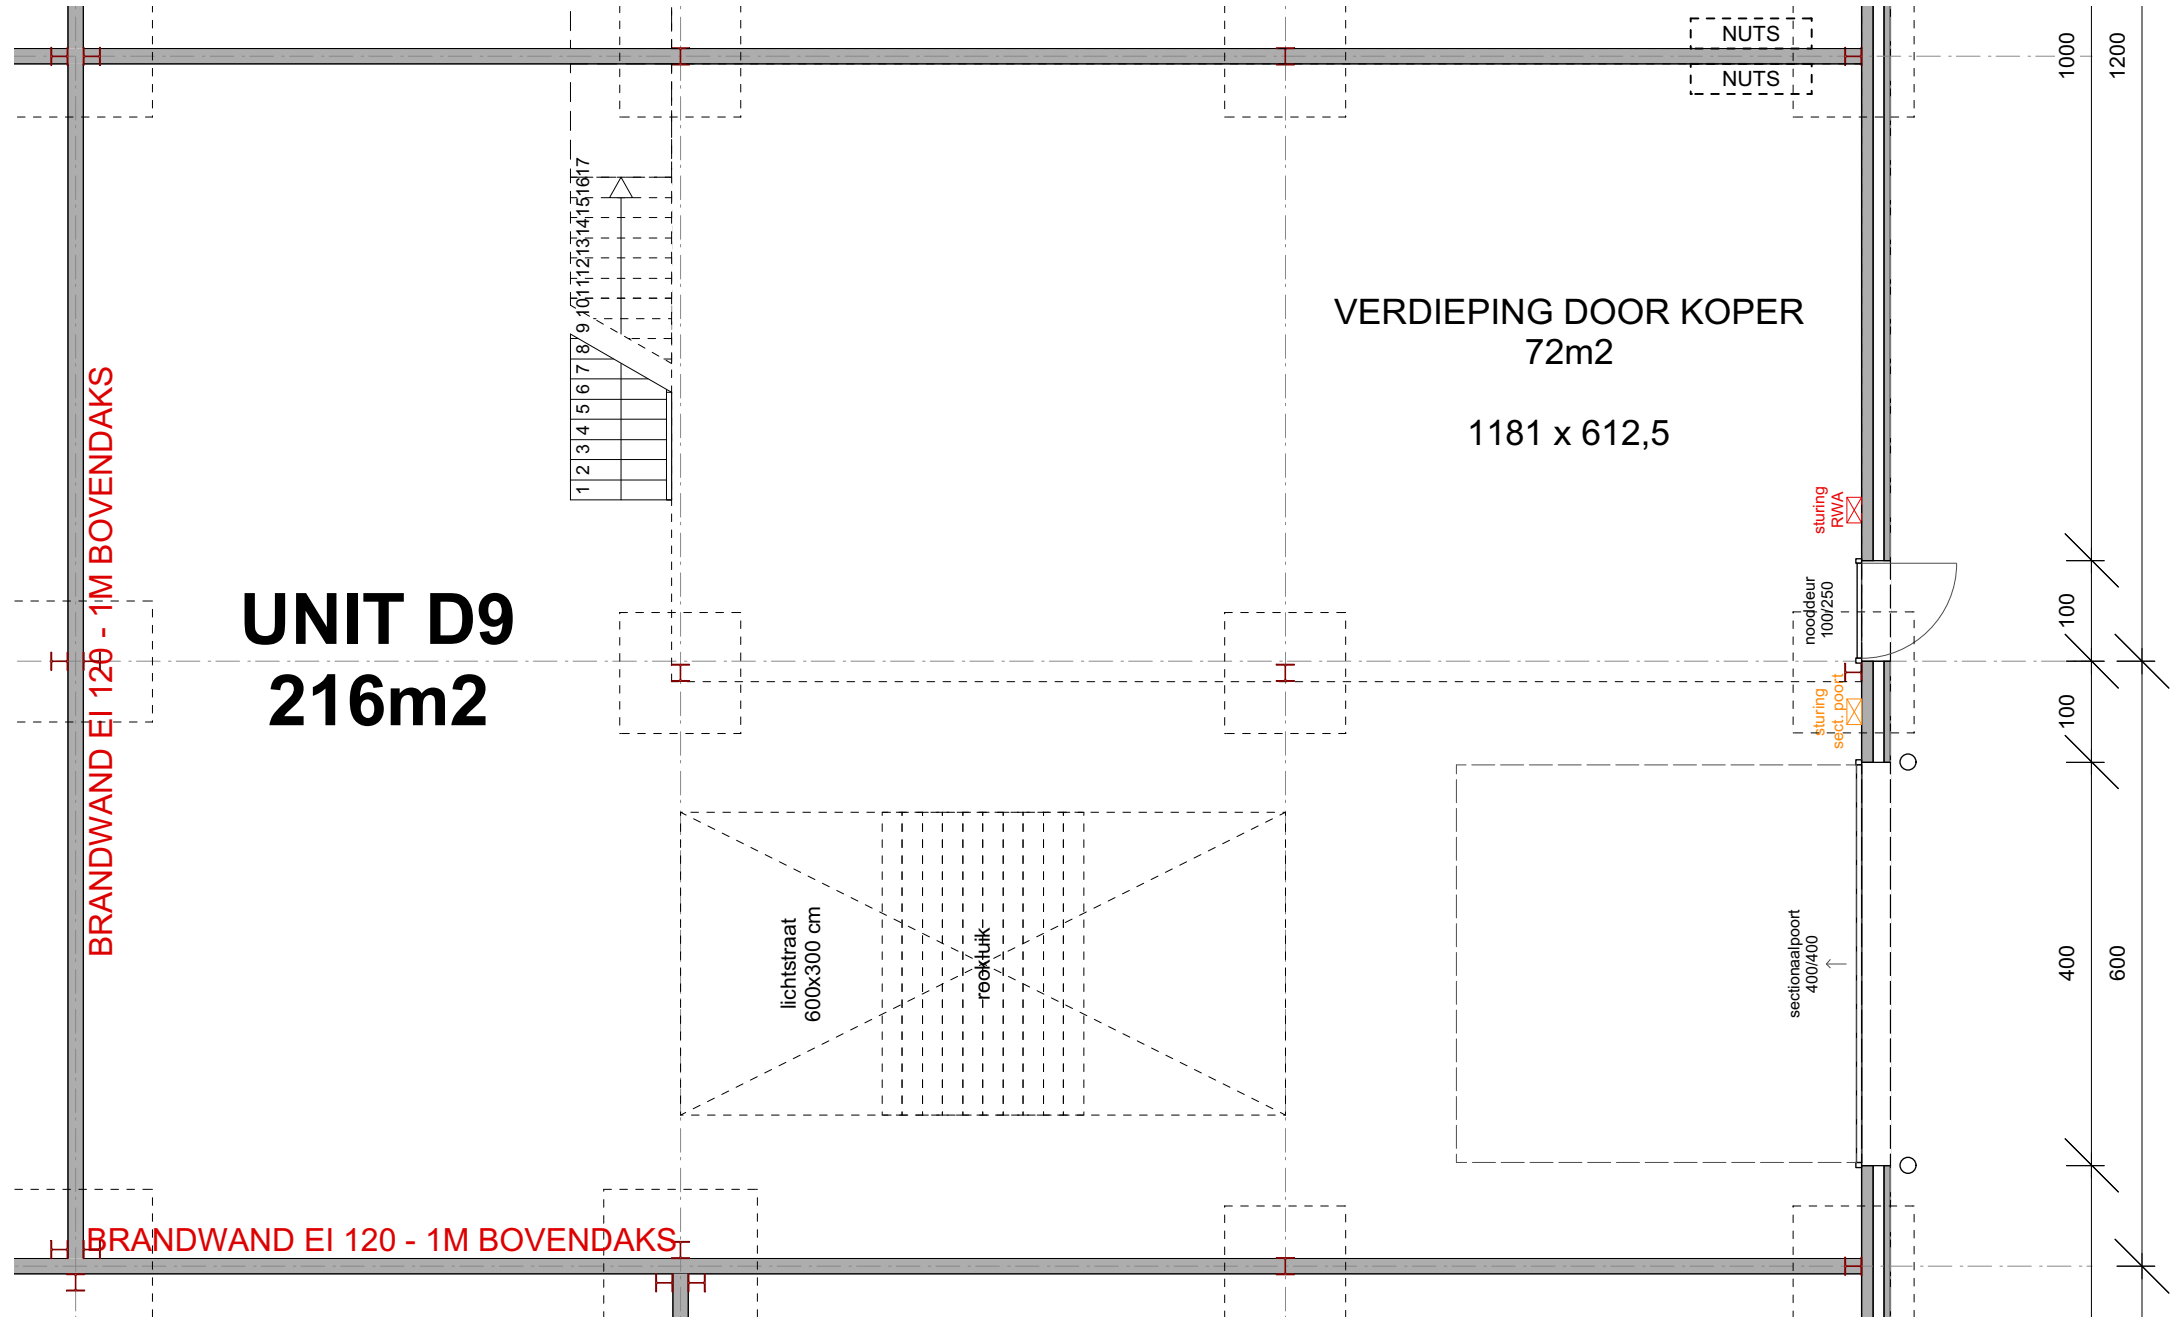 NUTS
NUTS
1000
1200
17
16
15
14
13
12
11
10
9
8
7
6
5
4
3
2
1
VERDIEPING DOOR KOPER
72m2
1181 x 612,5
BRANDWAND EI 120 - 1M BOVENDAKS
sturing
RWA
UNIT D9
216m2
nooddeur
100/250
100
sturing
sect. poort
100
lichtstraat
600x300 cm
rookluik
sectionaalpoort
400/400
400
600
BRANDWAND EI 120 - 1M BOVENDAKS